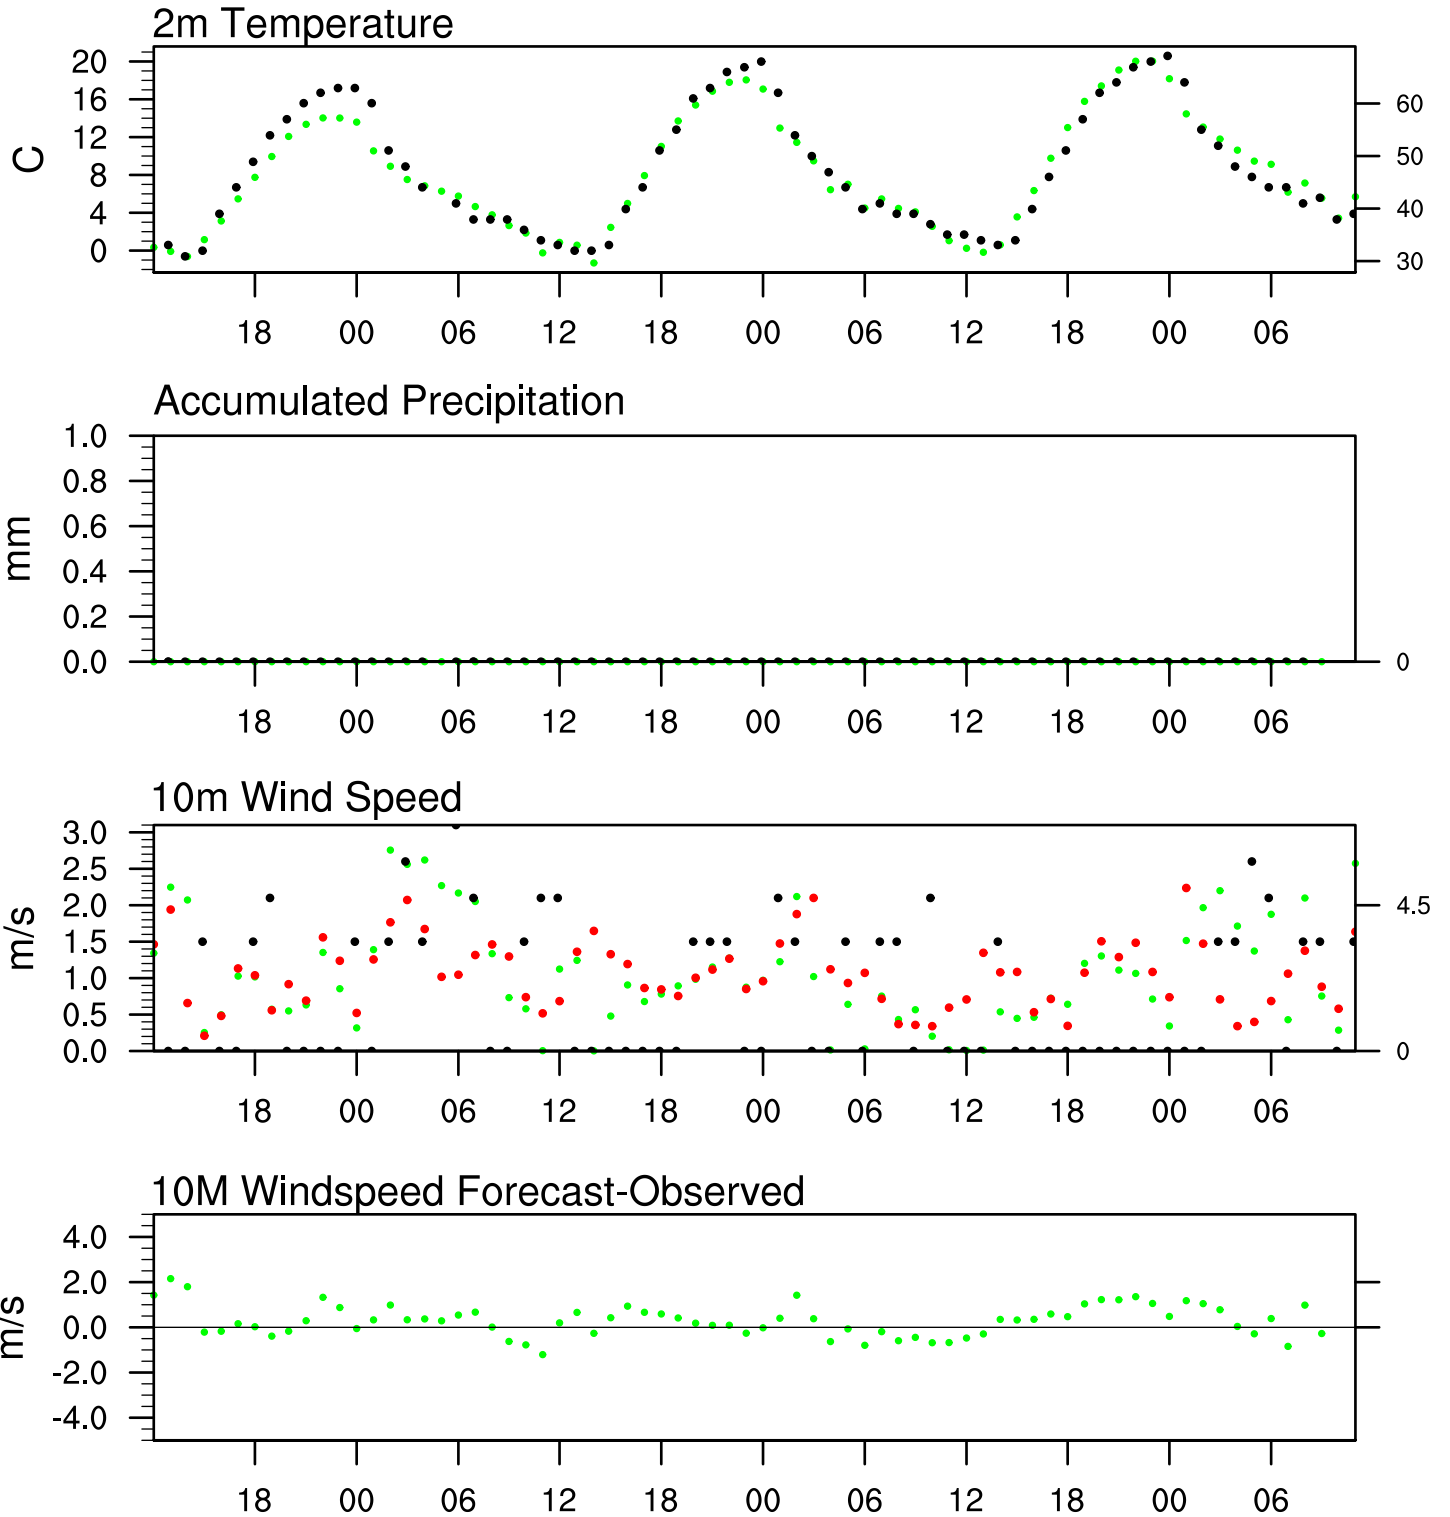 2m Temperature
20
16
12
8
4
0
C
60
50
40
30
18 00 06 12 18 00 06 12 18 00 06
Accumulated Precipitation
1.0
0.8
0.6
0.4
0.2
0.0
mm
0
18 00 06 12 18 00 06 12 18 00 06
10m Wind Speed
3.0
2.5
2.0
1.5
1.0
0.5
0.0
m/s
4.5
0
18 00 06 12 18 00 06 12 18 00 06
10M Windspeed Forecast-Observed
4.0
2.0
0.0
-2.0
-4.0
m/s
18 00 06 12 18 00 06 12 18 00 06